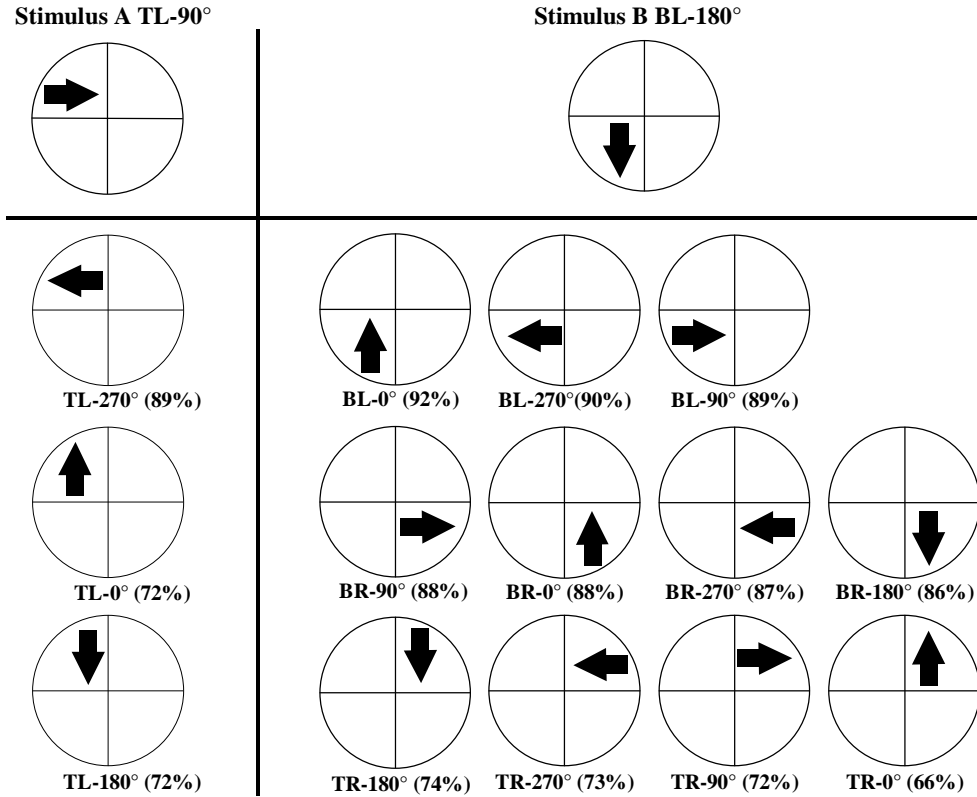 Stimulus A TL-90°
Stimulus B BL-180°
TL-270° (89%)
BL-0° (92%)
BL-270°(90%)
BL-90° (89%)
TL-0° (72%)
BR-90° (88%)
BR-0° (88%)
BR-270° (87%)
BR-180° (86%)
TL-180° (72%)
TR-180° (74%)
TR-270° (73%)
TR-90° (72%)
TR-0° (66%)